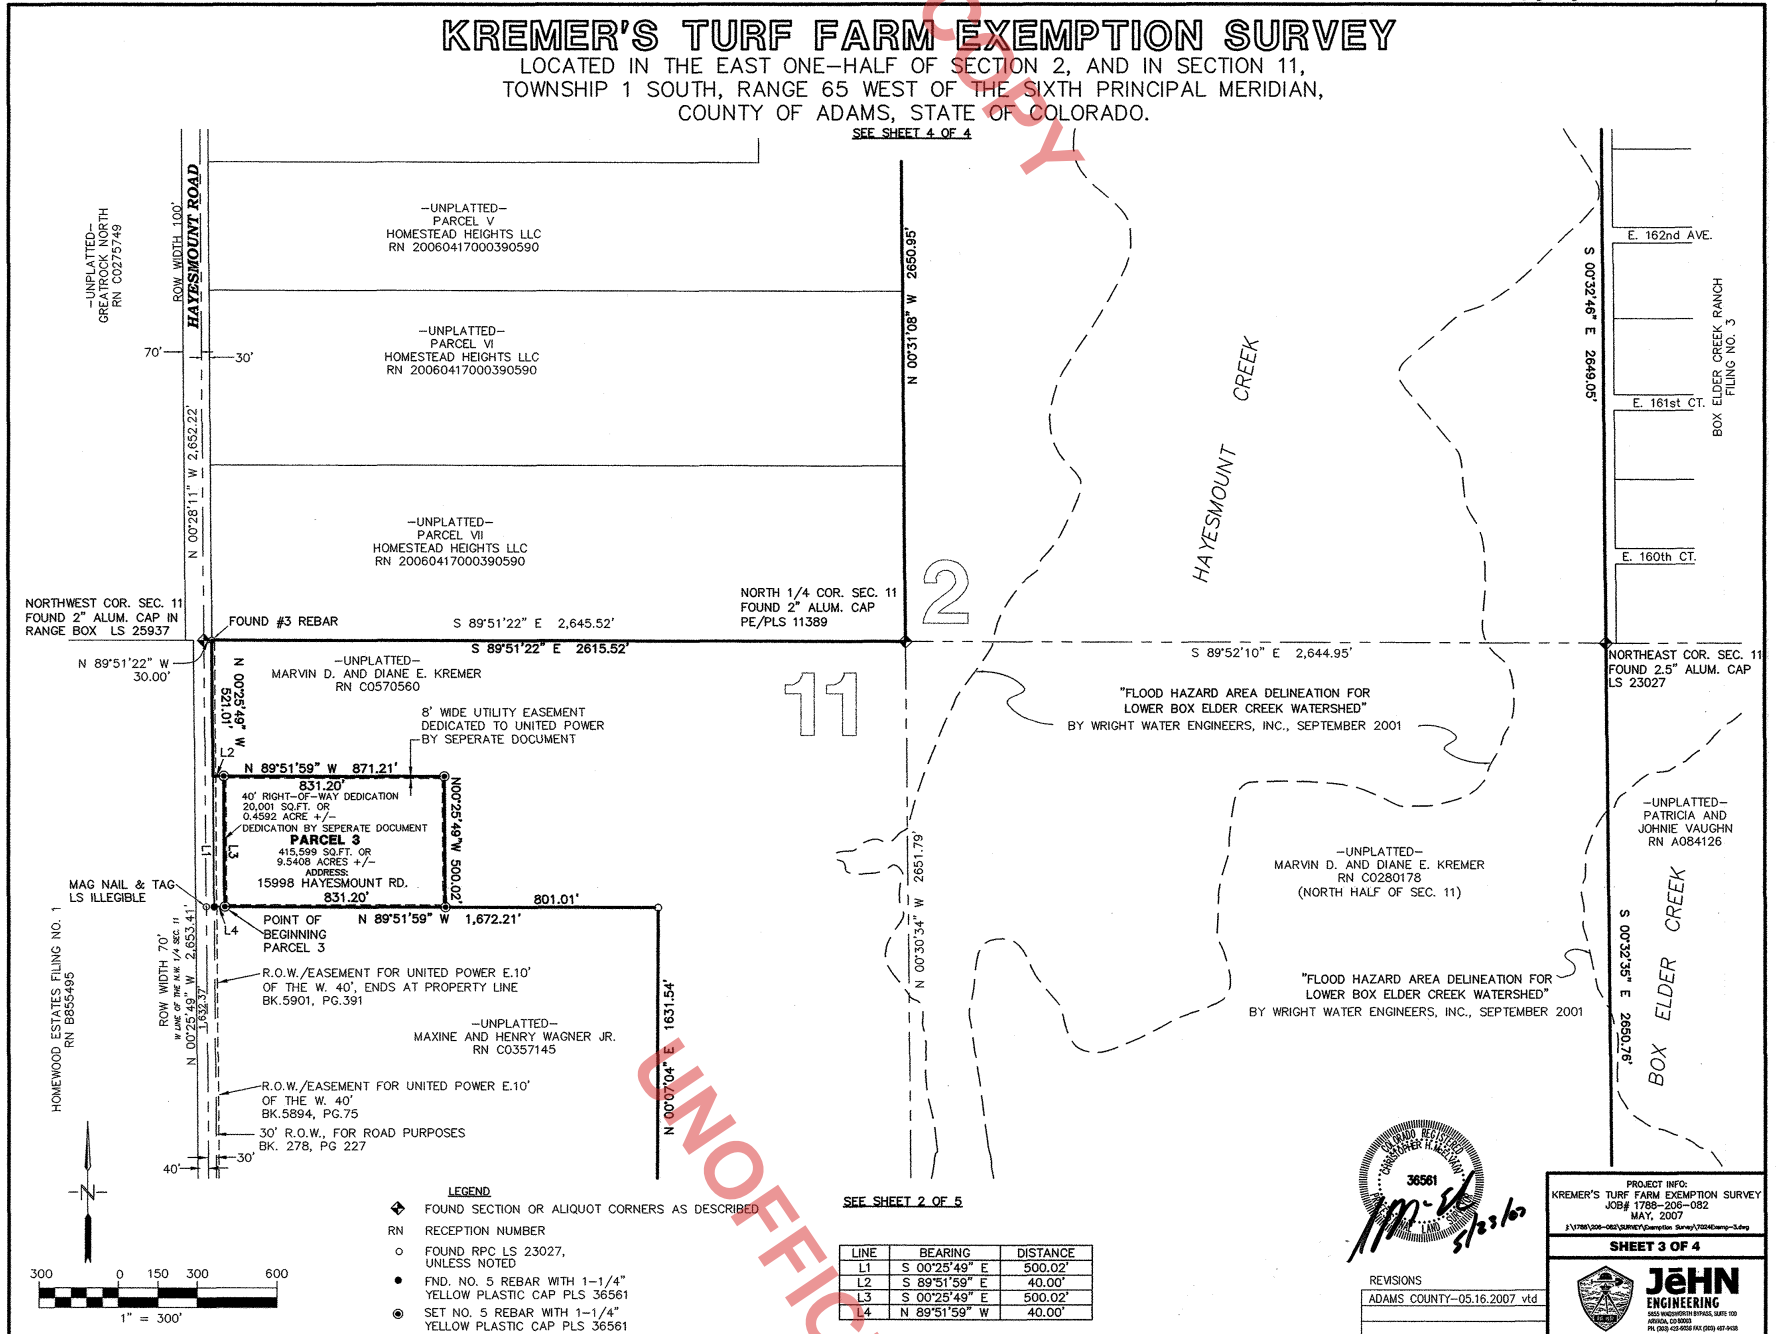 KREMER'S TURF FARM EXEMPTION SURVEY
LOCATED IN THE EAST ONE-HALF OF SECTION 2, AND IN SECTION 11,
TOWNSHIP 1 SOUTH, RANGE 65 WEST OF THE SIXTH PRINCIPAL MERIDIAN,
COUNTY OF ADAMS, STATE OF COLORADO.
SEE SHEET 4 OF 4
COPY
-UNPLATTED-
GREATROCK NORTH
RN C0275749
ROW WIDTH 100'
HAYESMOUNT ROAD
70'
30'
N 00°28'11" W 2,652.22'
-UNPLATTED-
PARCEL V
HOMESTEAD HEIGHTS LLC
RN 20060417000390590
-UNPLATTED-
PARCEL VI
HOMESTEAD HEIGHTS LLC
RN 20060417000390590
-UNPLATTED-
PARCEL VII
HOMESTEAD HEIGHTS LLC
RN 20060417000390590
N 00°31'08" W 2650.95'
HAYESMOUNT CREEK
S 00°32'46" E 2649.05'
E. 162nd AVE.
E. 161st CT.
E. 160th CT.
BOX ELDER CREEK RANCH
FILING NO. 3
NORTHWEST COR. SEC. 11
FOUND 2" ALUM. CAP IN
RANGE BOX LS 25937
FOUND #3 REBAR
S 89°51'22" E 2,645.52'
S 89°51'22" E 2615.52'
NORTH 1/4 COR. SEC. 11
FOUND 2" ALUM. CAP
PE/PLS 11389
2
11
S 89°52'10" E 2,644.95'
NORTHEAST COR. SEC. 11
FOUND 2.5" ALUM. CAP
LS 23027
N 89°51'22" W
30.00'
N 00°25'49" W
521.01'
-UNPLATTED-
MARVIN D. AND DIANE E. KREMER
RN C0570560
8' WIDE UTILITY EASEMENT
DEDICATED TO UNITED POWER
BY SEPERATE DOCUMENT
"FLOOD HAZARD AREA DELINEATION FOR
LOWER BOX ELDER CREEK WATERSHED"
BY WRIGHT WATER ENGINEERS, INC., SEPTEMBER 2001
L2
N 89°51'59" W 871.21'
831.20'
40' RIGHT-OF-WAY DEDICATION
20,001 SQ.FT. OR
0.4592 ACRE +/-
DEDICATION BY SEPERATE DOCUMENT
PARCEL 3
415,599 SQ.FT. OR
9.5408 ACRES +/-
ADDRESS:
15998 HAYESMOUNT RD.
831.20'
L1
L3
N00°25'49"W 500.02'
MAG NAIL & TAG
LS ILLEGIBLE
L4
POINT OF
BEGINNING
PARCEL 3
N 89°51'59" W 1,672.21'
801.01'
N 00°30'34" W 2651.79'
-UNPLATTED-
MARVIN D. AND DIANE E. KREMER
RN C0280178
(NORTH HALF OF SEC. 11)
-UNPLATTED-
PATRICIA AND
JOHNIE VAUGHN
RN A084126
HOMEWOOD ESTATES FILING NO. 1
RN B855495
ROW WIDTH 70'
W LINE OF THE N.W. 1/4 SEC. 11
N 00°25'49" W 2,653.41'
1,632.37'
R.O.W./EASEMENT FOR UNITED POWER E.10'
OF THE W. 40', ENDS AT PROPERTY LINE
BK.5901, PG.391
-UNPLATTED-
MAXINE AND HENRY WAGNER JR.
RN C0357145
R.O.W./EASEMENT FOR UNITED POWER E.10'
OF THE W. 40'
BK.5894, PG.75
30' R.O.W., FOR ROAD PURPOSES
BK. 278, PG 227
30'
40'
N 00°07'04" E 1631.54'
"FLOOD HAZARD AREA DELINEATION FOR
LOWER BOX ELDER CREEK WATERSHED"
BY WRIGHT WATER ENGINEERS, INC., SEPTEMBER 2001
S 00°32'35" E 2650.76'
BOX ELDER CREEK
UNOFFIC
N
300 0 150 300 600
1" = 300'
LEGEND
FOUND SECTION OR ALIQUOT CORNERS AS DESCRIBED
RN RECEPTION NUMBER
FOUND RPC LS 23027,
UNLESS NOTED
FND. NO. 5 REBAR WITH 1-1/4"
YELLOW PLASTIC CAP PLS 36561
SET NO. 5 REBAR WITH 1-1/4"
YELLOW PLASTIC CAP PLS 36561
SEE SHEET 2 OF 5
LINE BEARING DISTANCE
L1 S 00°25'49" E 500.02'
L2 S 89°51'59" E 40.00'
L3 S 00°25'49" E 500.02'
L4 N 89°51'59" W 40.00'
COLORADO REGISTERED
36561
LAND
5/23/07
REVISIONS
ADAMS COUNTY-05.16.2007 vtd
PROJECT INFO:
KREMER'S TURF FARM EXEMPTION SURVEY
JOB# 1788-206-082
MAY, 2007
SHEET 3 OF 4
JēHN
ENGINEERING
5855 WADSWORTH BYPASS, SUITE 100
ARVADA, CO 80003